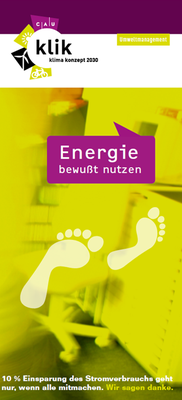 CAU
Umweltmanagement
klik
klima konzept 2030
Energie
bewußt nutzen
10 % Einsparung des Stromverbrauchs geht
nur, wenn alle mitmachen. Wir sagen danke.